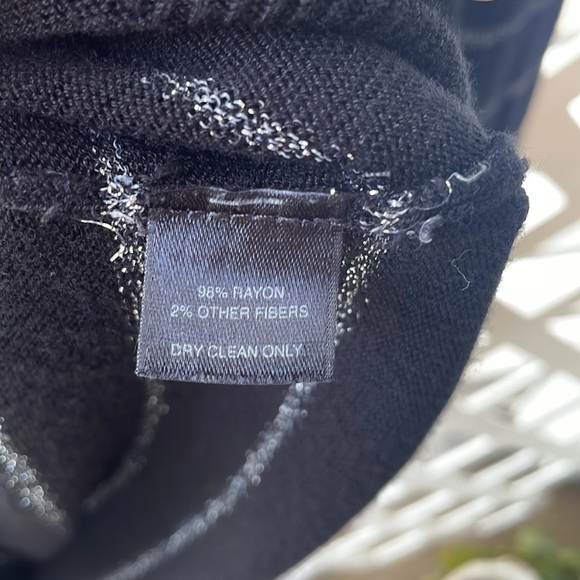 98% RAYON
2% OTHER FIBERS
DRY CLEAN ONLY